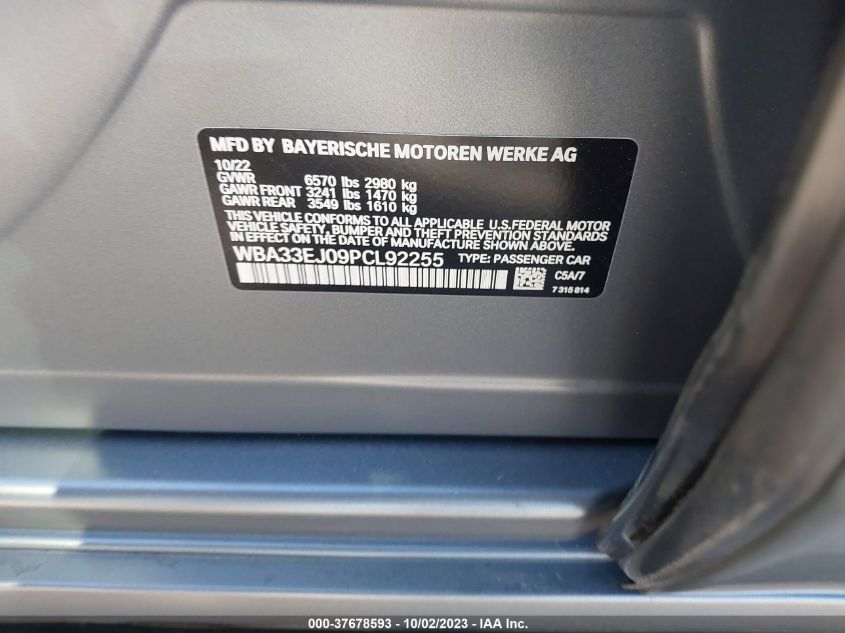 MFD BY BAYERISCHE MOTOREN WERKE AG
10/22
GVWR 6570 lbs 2980 kg
GAWR FRONT 3241 lbs 1470 kg
GAWR REAR 3549 lbs 1610 kg
THIS VEHICLE CONFORMS TO ALL APPLICABLE U.S.FEDERAL MOTOR
VEHICLE SAFETY, BUMPER AND THEFT PREVENTION STANDARDS
IN EFFECT ON THE DATE OF MANUFACTURE SHOWN ABOVE.
WBA33EJ09PCL92255 TYPE: PASSENGER CAR
C5A/7
7 315 814
000-37678593 - 10/02/2023 - IAA Inc.